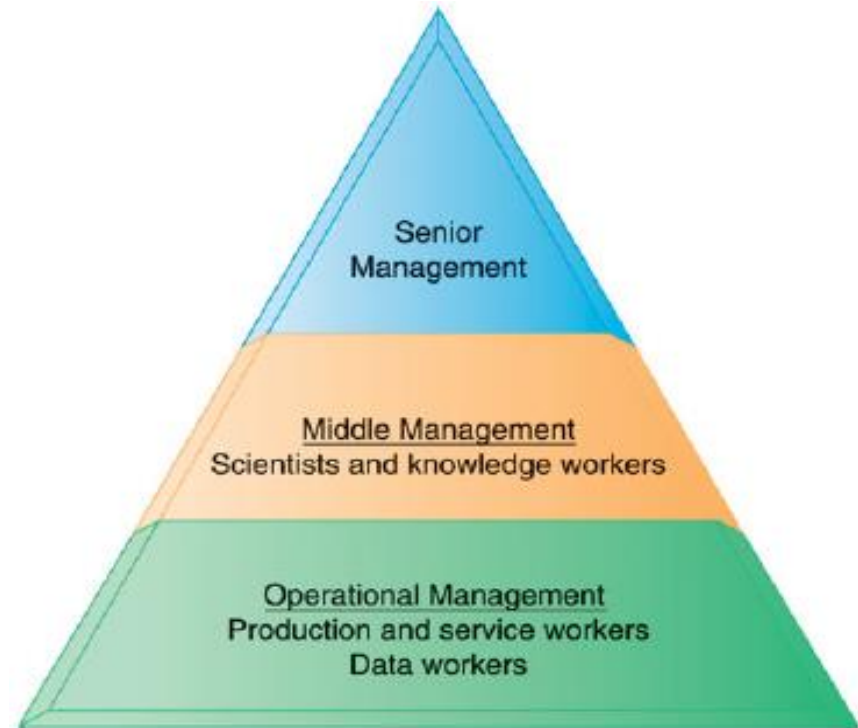 Senior
Management
Middle Management
Scientists and knowledge workers
Operational Management
Production and service workers
Data workers